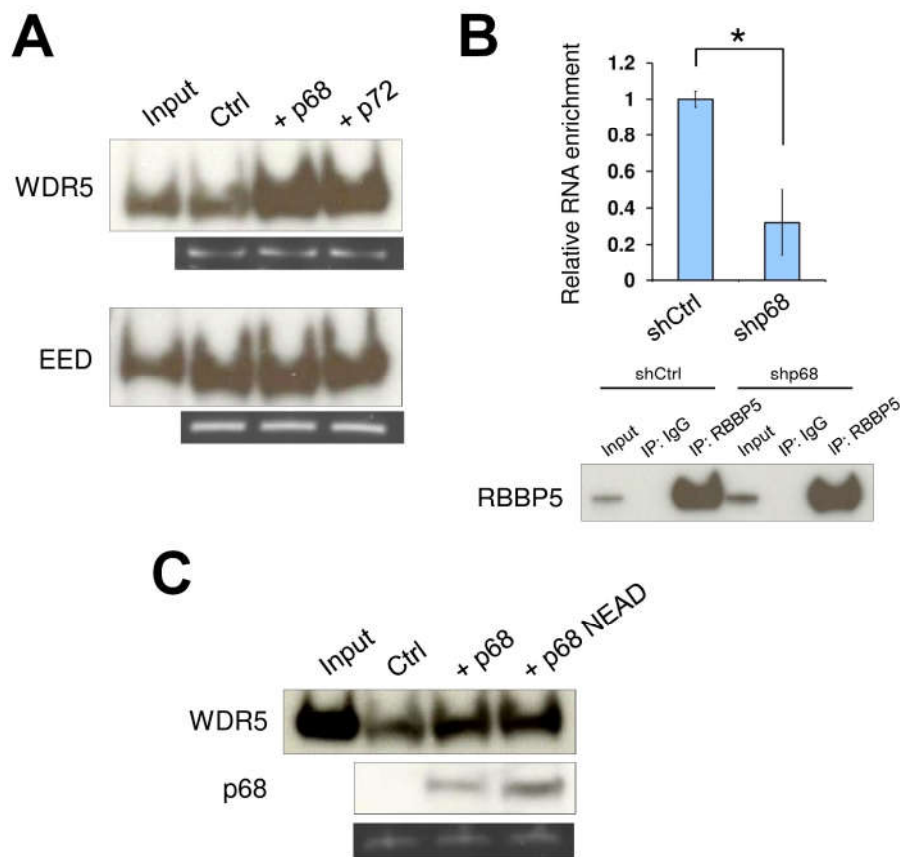 A
Input
Ctrl
+ p68
+ p72
WDR5
EED
B
Relative RNA enrichment
1.2
1
0.8
0.6
0.4
0.2
0
*
shCtrl
shp68
shCtrl
shp68
Input
IP: IgG
IP: RBBP5
Input
IP: IgG
IP: RBBP5
RBBP5
C
Input
Ctrl
+ p68
+ p68 NEAD
WDR5
p68